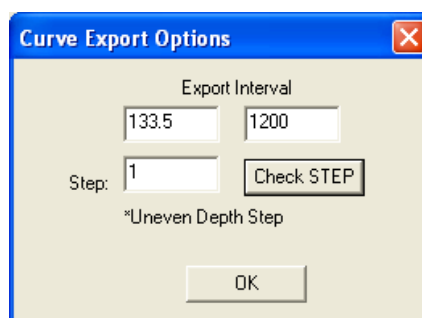 Curve Export Options
Export Interval
133.5 1200
Step: 1 Check STEP
*Uneven Depth Step
OK